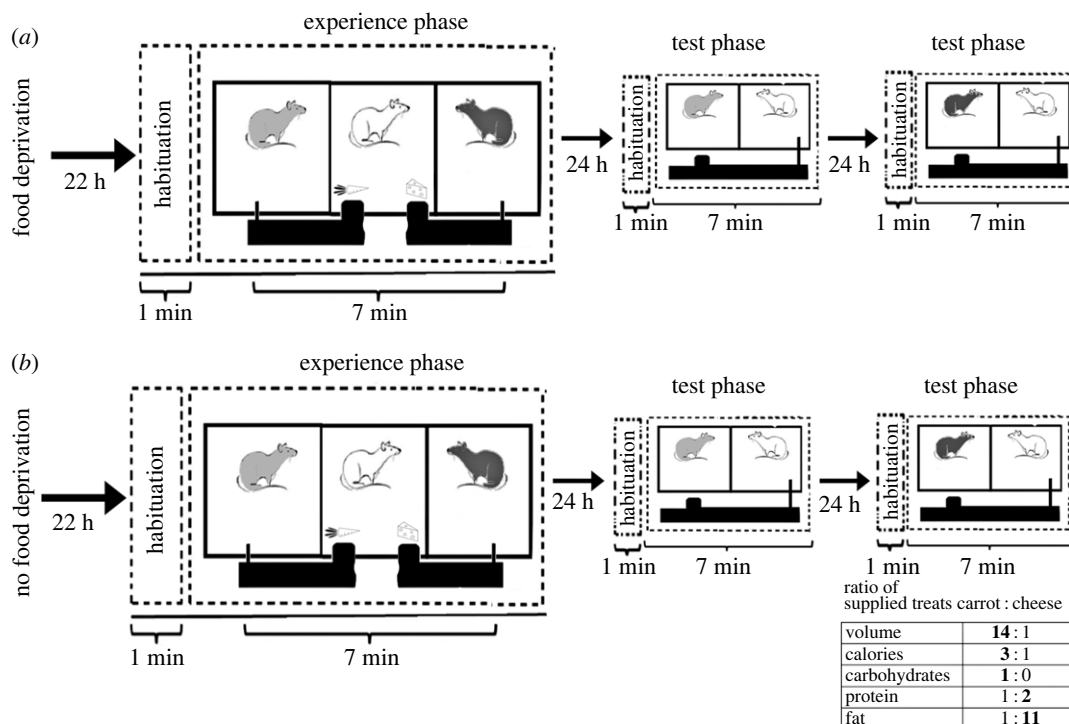 (a)
experience phase
test phase
test phase
food deprivation
22 h
habituation
24 h
habituation
24 h
habituation
1 min
7 min
1 min
7 min
1 min
7 min
(b)
experience phase
test phase
test phase
no food deprivation
22 h
habituation
24 h
habituation
24 h
habituation
1 min
7 min
1 min
7 min
1 min
7 min
ratio of
supplied treats carrot : cheese
volume 14 : 1
calories 3 : 1
carbohydrates 1 : 0
protein 1 : 2
fat 1 : 11